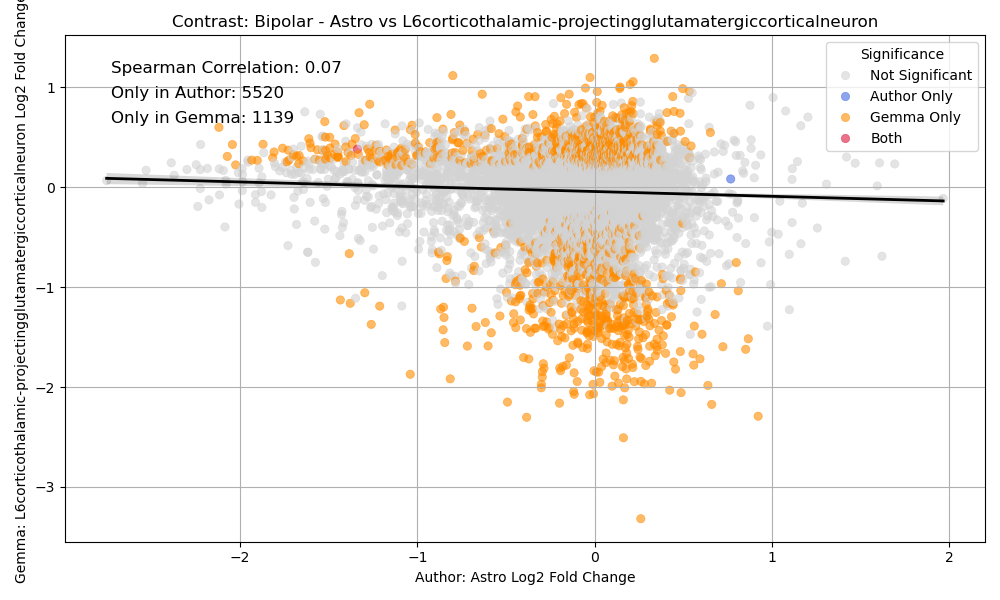 Contrast: Bipolar - Astro vs L6corticothalamic-projectingglutamatergiccorticalneuron
Gemma: L6corticothalamic-projectingglutamatergiccorticalneuron Log2 Fold Change
Spearman Correlation: 0.07
Only in Author: 5520
Only in Gemma: 1139
Significance
Not Significant
Author Only
Gemma Only
Both
1
0
−1
−2
−3
−2
−1
0
1
2
Author: Astro Log2 Fold Change